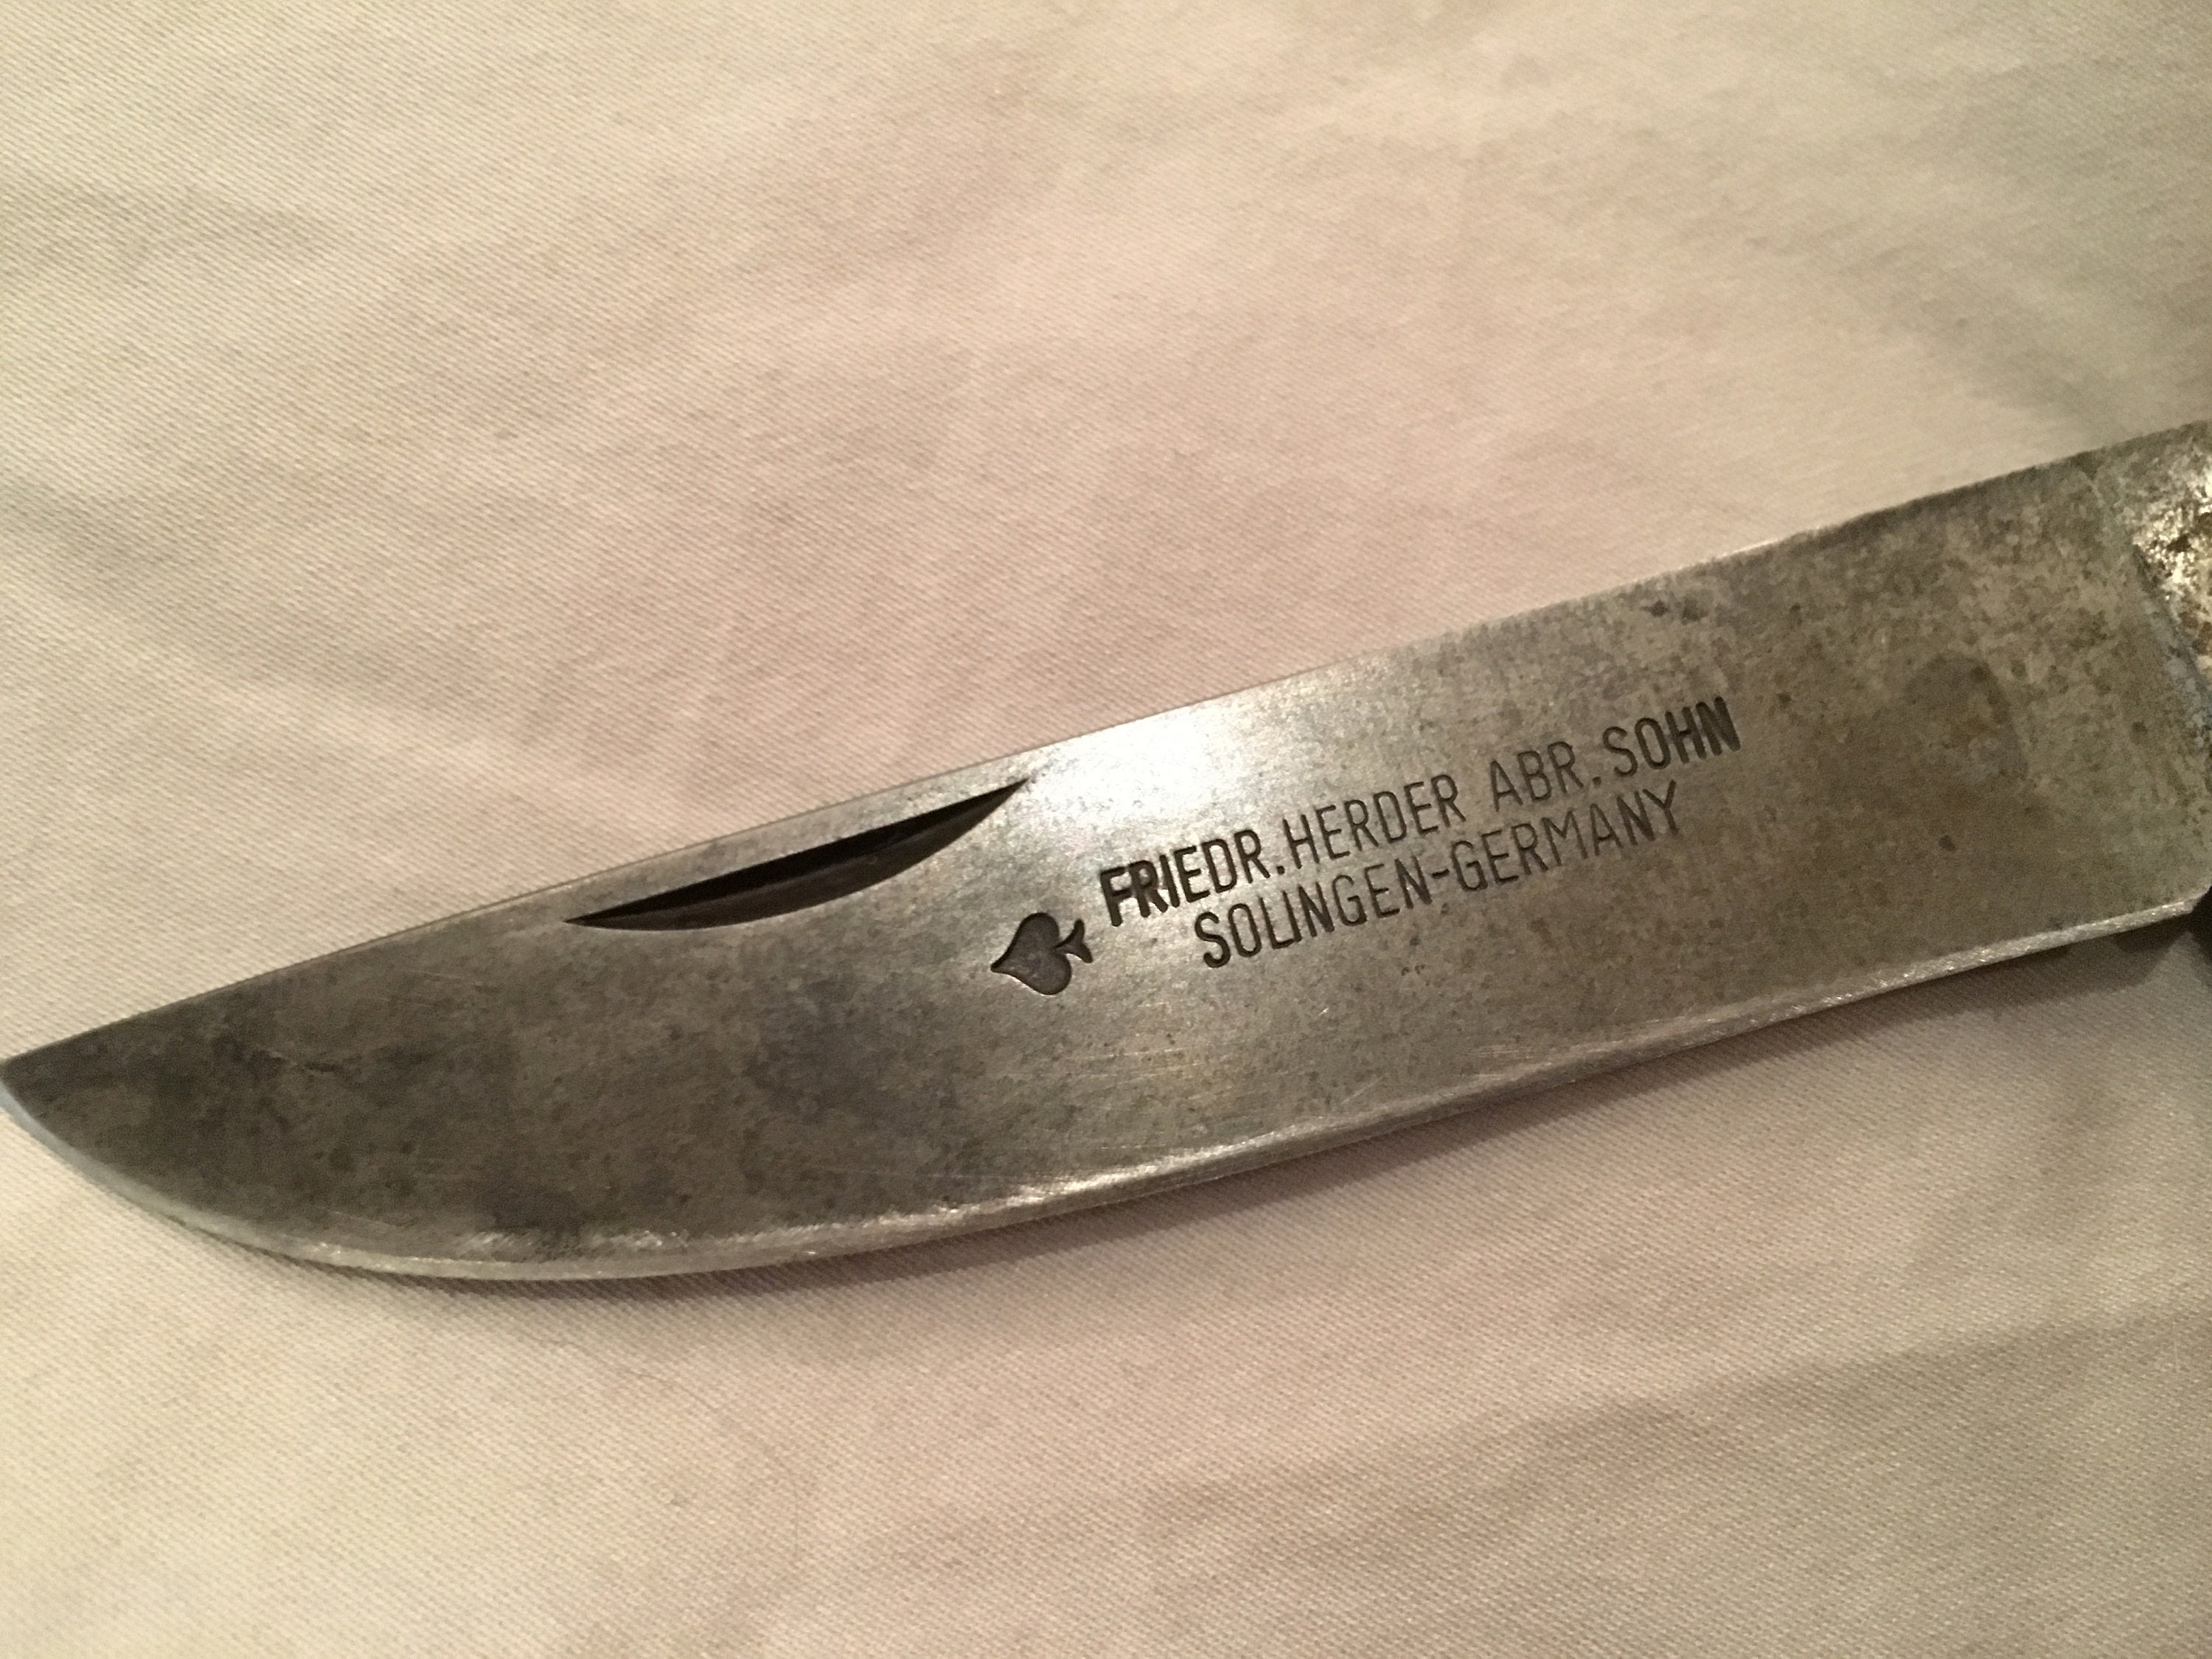 FRIEDR. HERDER ABR. SOHN
SOLINGEN-GERMANY